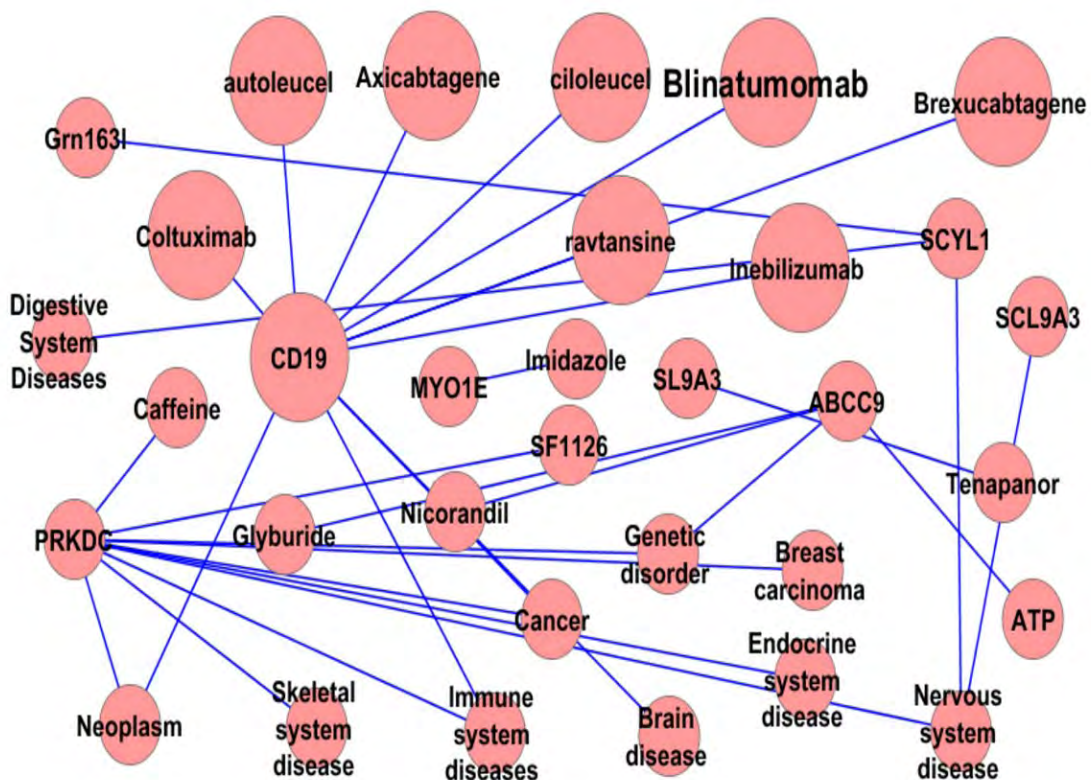 autoleucel
Axicabtagene
ciloleucel
Blinatumomab
Brexucabtagene
Grn163l
Coltuximab
ravtansine
Inebilizumab
SCYL1
Digestive
System
Diseases
CD19
MYO1E
Imidazole
SL9A3
ABCC9
SCL9A3
Caffeine
SF1126
Tenapanor
PRKDC
Glyburide
Nicorandil
Genetic
disorder
Breast
carcinoma
Cancer
ATP
Neoplasm
Skeletal
system
disease
Immune
system
diseases
Brain
disease
Endocrine
system
disease
Nervous
system
disease